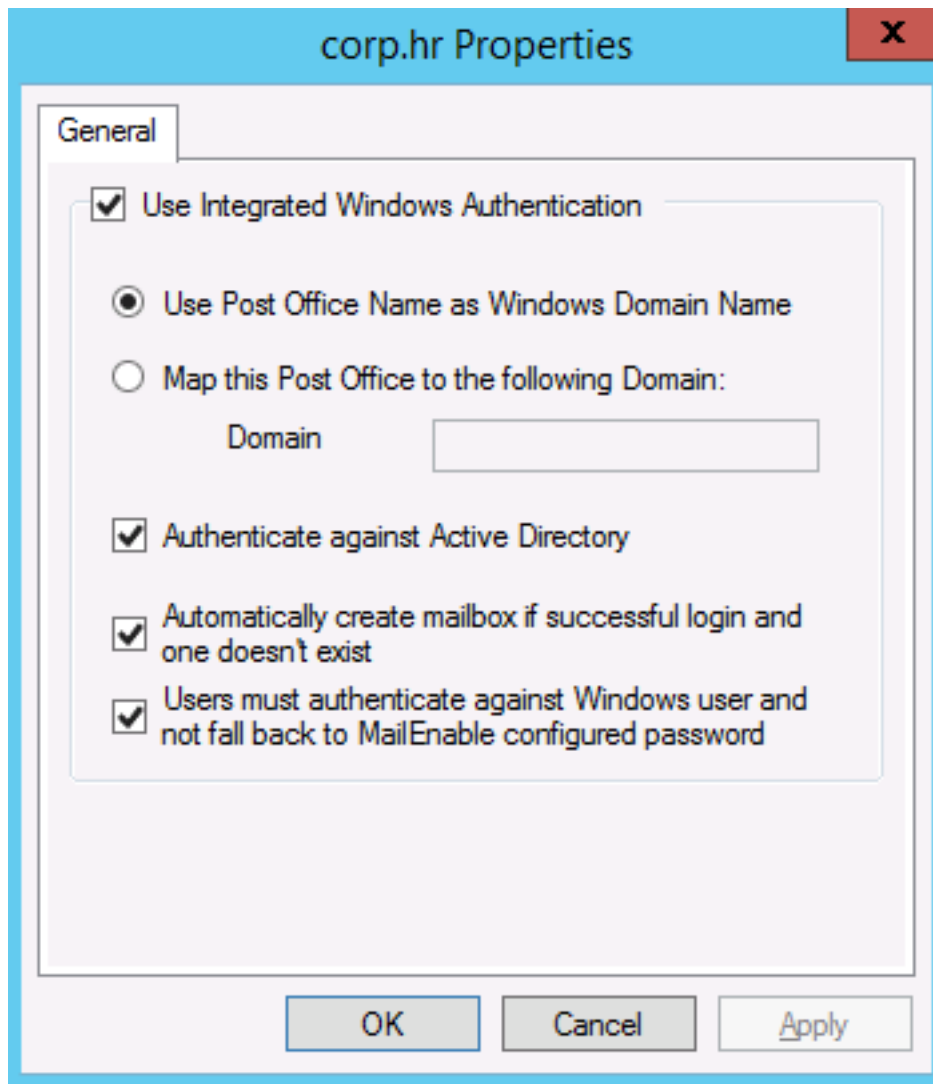 corp.hr Properties
x
General
Use Integrated Windows Authentication
Use Post Office Name as Windows Domain Name
Map this Post Office to the following Domain:
Domain
Authenticate against Active Directory
Automatically create mailbox if successful login and
one doesn't exist
Users must authenticate against Windows user and
not fall back to MailEnable configured password
OK Cancel Apply